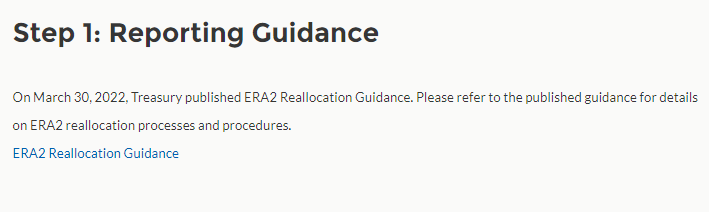 Step 1: Reporting Guidance
On March 30, 2022, Treasury published ERA2 Reallocation Guidance. Please refer to the published guidance for details
on ERA2 reallocation processes and procedures.
ERA2 Reallocation Guidance